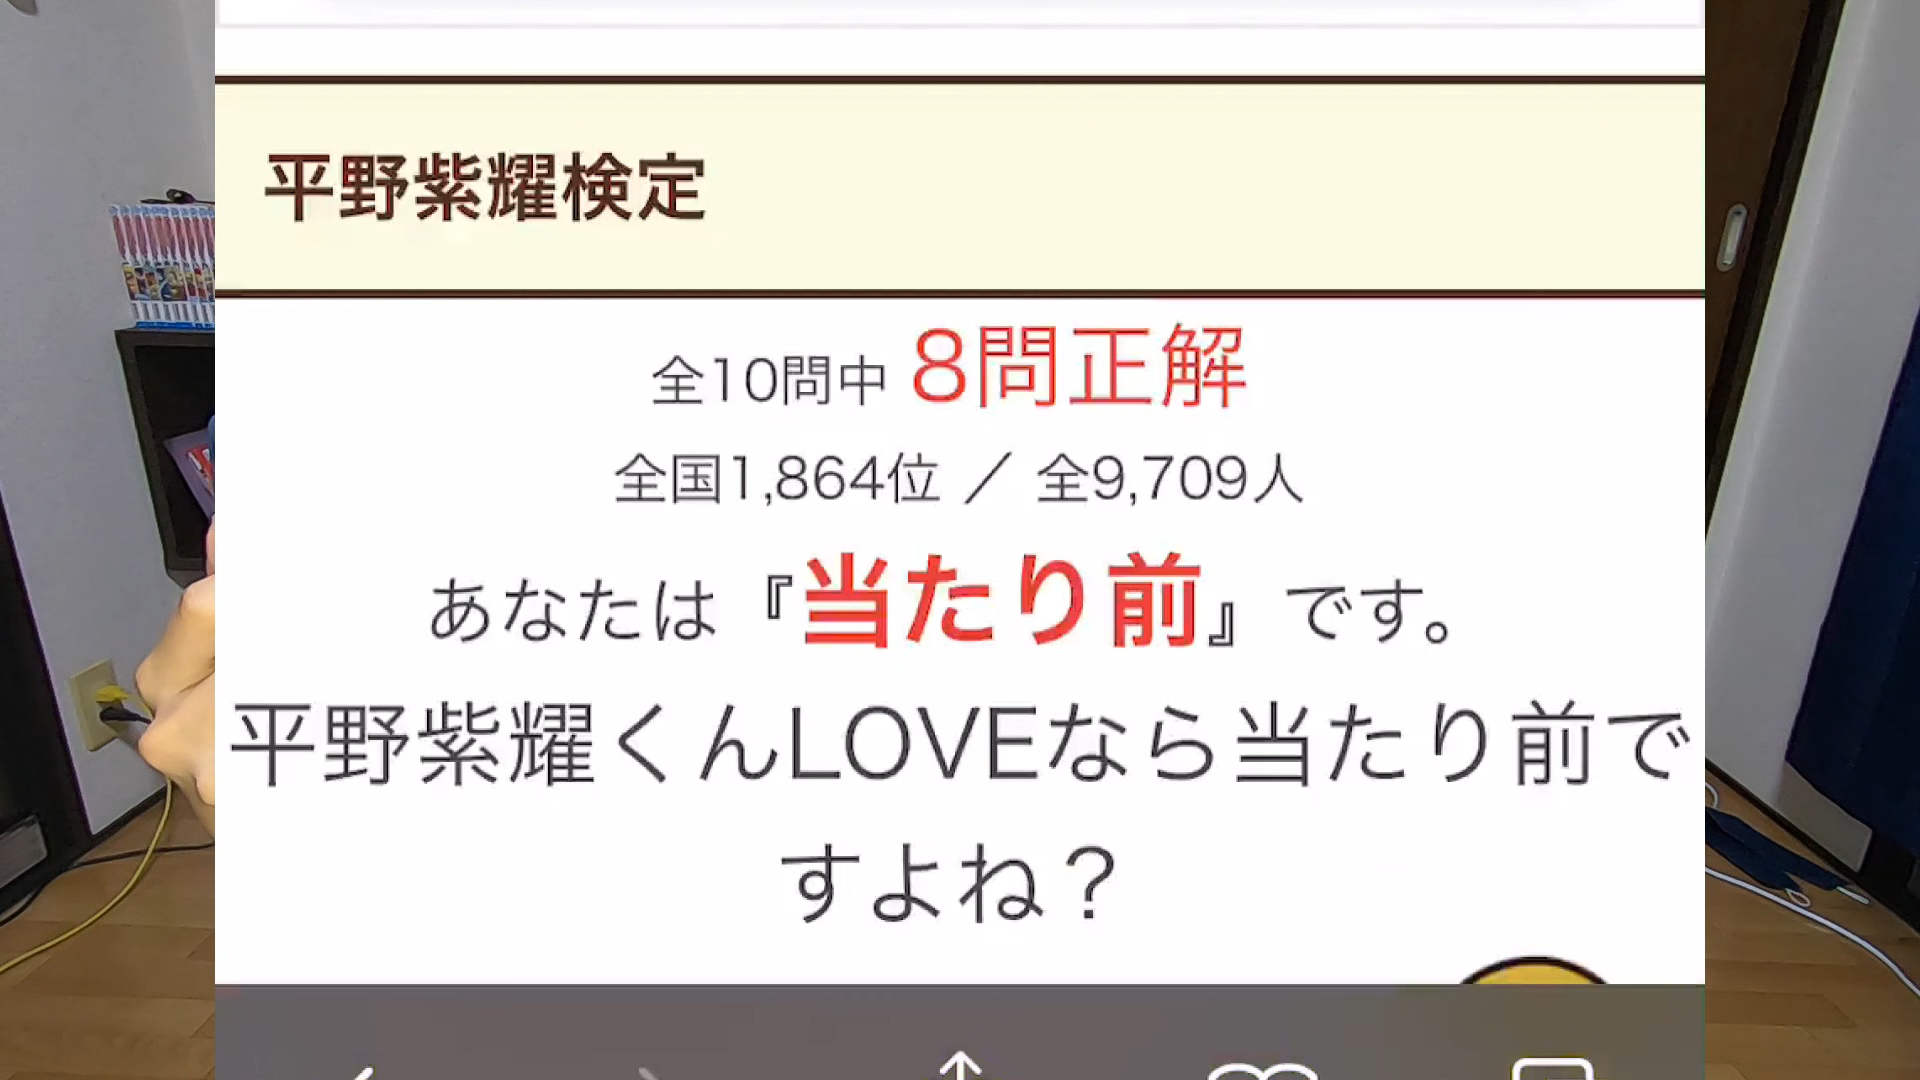 平野紫耀検定
全10問中 8問正解
全国1,864位 ／ 全9,709人
あなたは『当たり前』です。
平野紫耀くんLOVEなら当たり前で
すよね？